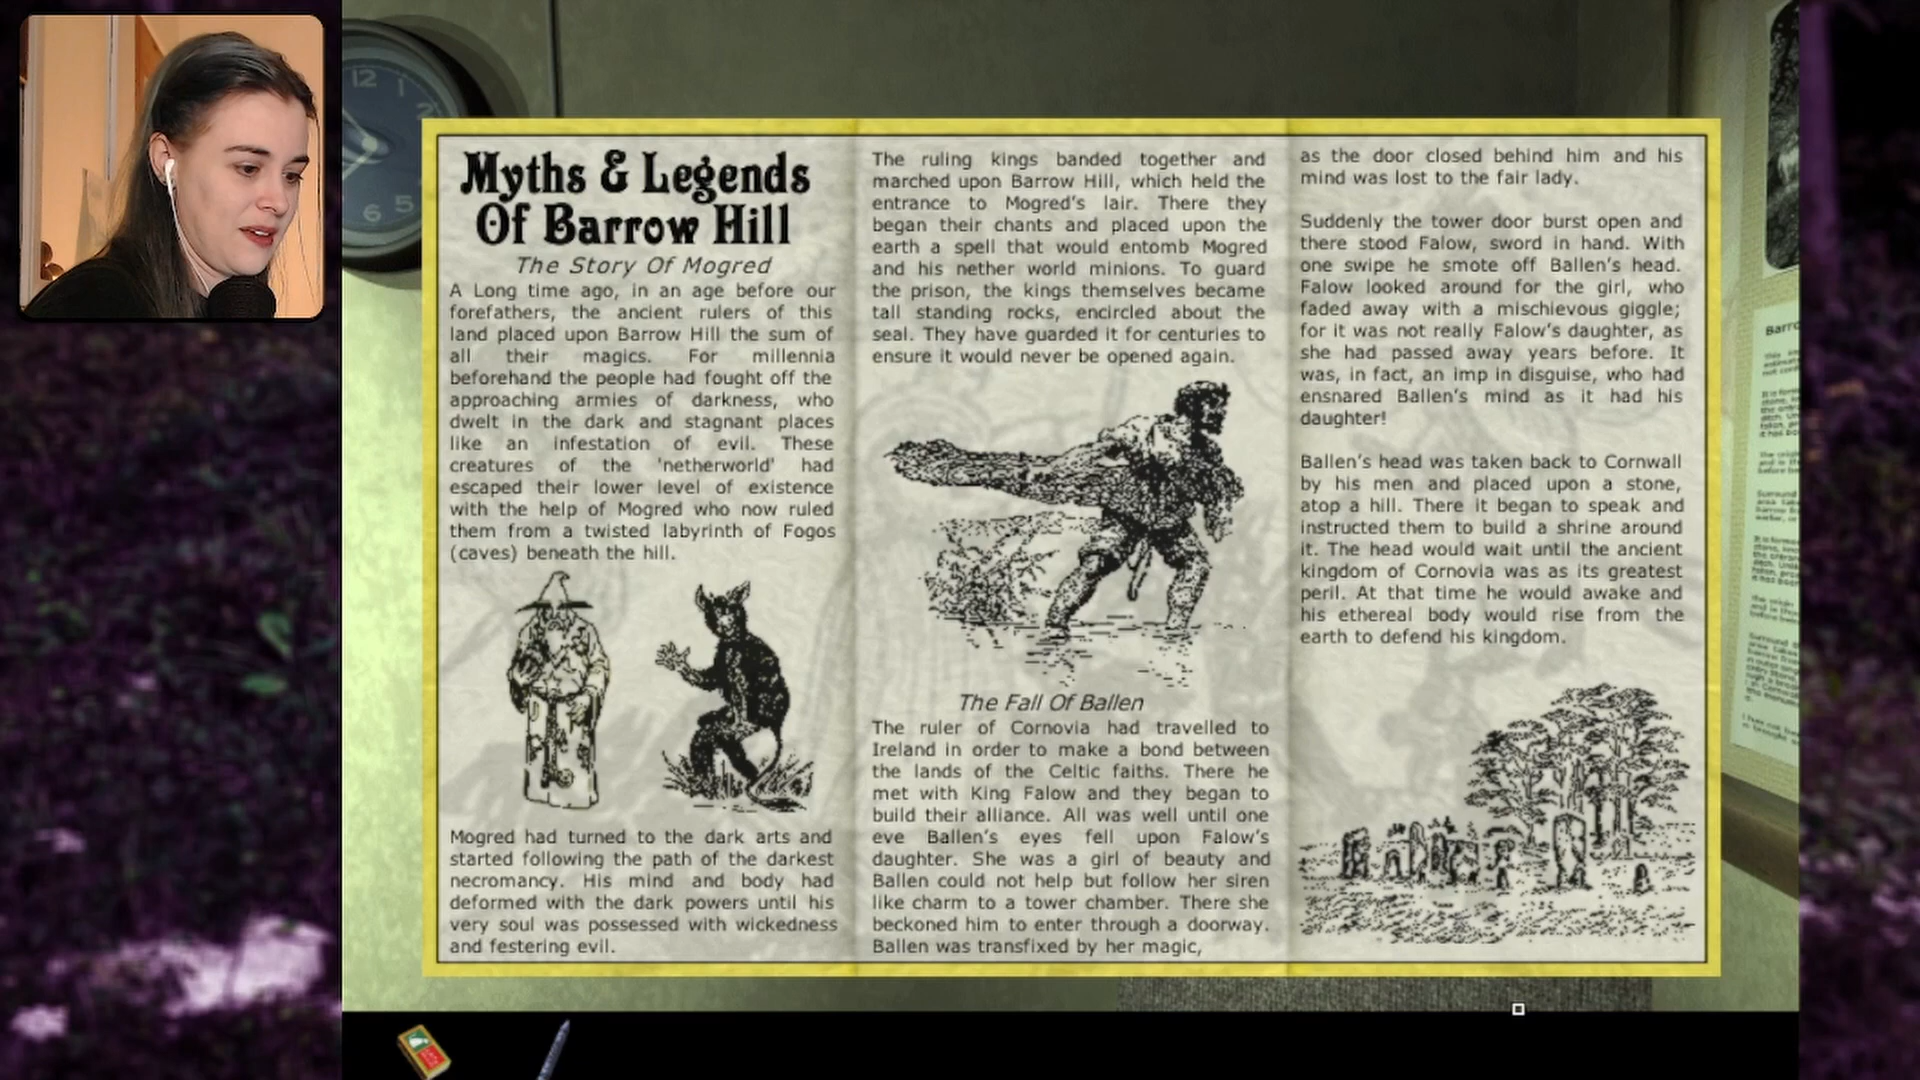 Myths & Legends
Of Barrow Hill
The Story Of Mogred
A Long time ago, in an age before our
forefathers, the ancient rulers of this
land placed upon Barrow Hill the sum of
all their magics. For millennia
beforehand the people had fought off the
approaching armies of darkness, who
dwelt in the dark and stagnant places
like an infestation of evil. These
creatures of the 'netherworld' had
escaped their lower level of existence
with the help of Mogred who now ruled
them from a twisted labyrinth of Fogos
(caves) beneath the hill.
Mogred had turned to the dark arts and
started following the path of the darkest
necromancy. His mind and body had
deformed with the dark powers until his
very soul was possessed with wickedness
and festering evil.
The ruling kings banded together and
marched upon Barrow Hill, which held the
entrance to Mogred's lair. There they
began their chants and placed upon the
earth a spell that would entomb Mogred
and his nether world minions. To guard
the prison, the kings themselves became
tall standing rocks, encircled about the
seal. They have guarded it for centuries to
ensure it would never be opened again.
The Fall Of Ballen
The ruler of Cornovia had travelled to
Ireland in order to make a bond between
the lands of the Celtic faiths. There he
met with King Falow and they began to
build their alliance. All was well until one
eve Ballen's eyes fell upon Falow's
daughter. She was a girl of beauty and
Ballen could not help but follow her siren
like charm to a tower chamber. There she
beckoned him to enter through a doorway.
Ballen was transfixed by her magic,
as the door closed behind him and his
mind was lost to the fair lady.
Suddenly the tower door burst open and
there stood Falow, sword in hand. With
one swipe he smote off Ballen's head.
Falow looked around for the girl, who
faded away with a mischievous giggle;
for it was not really Falow's daughter, as
she had passed away years before. It
was, in fact, an imp in disguise, who had
ensnared Ballen's mind as it had his
daughter!
Ballen's head was taken back to Cornwall
by his men and placed upon a stone,
atop a hill. There it began to speak and
instructed them to build a shrine around
it. The head would wait until the ancient
kingdom of Cornovia was as its greatest
peril. At that time he would awake and
his ethereal body would rise from the
earth to defend his kingdom.
12
1
5
6